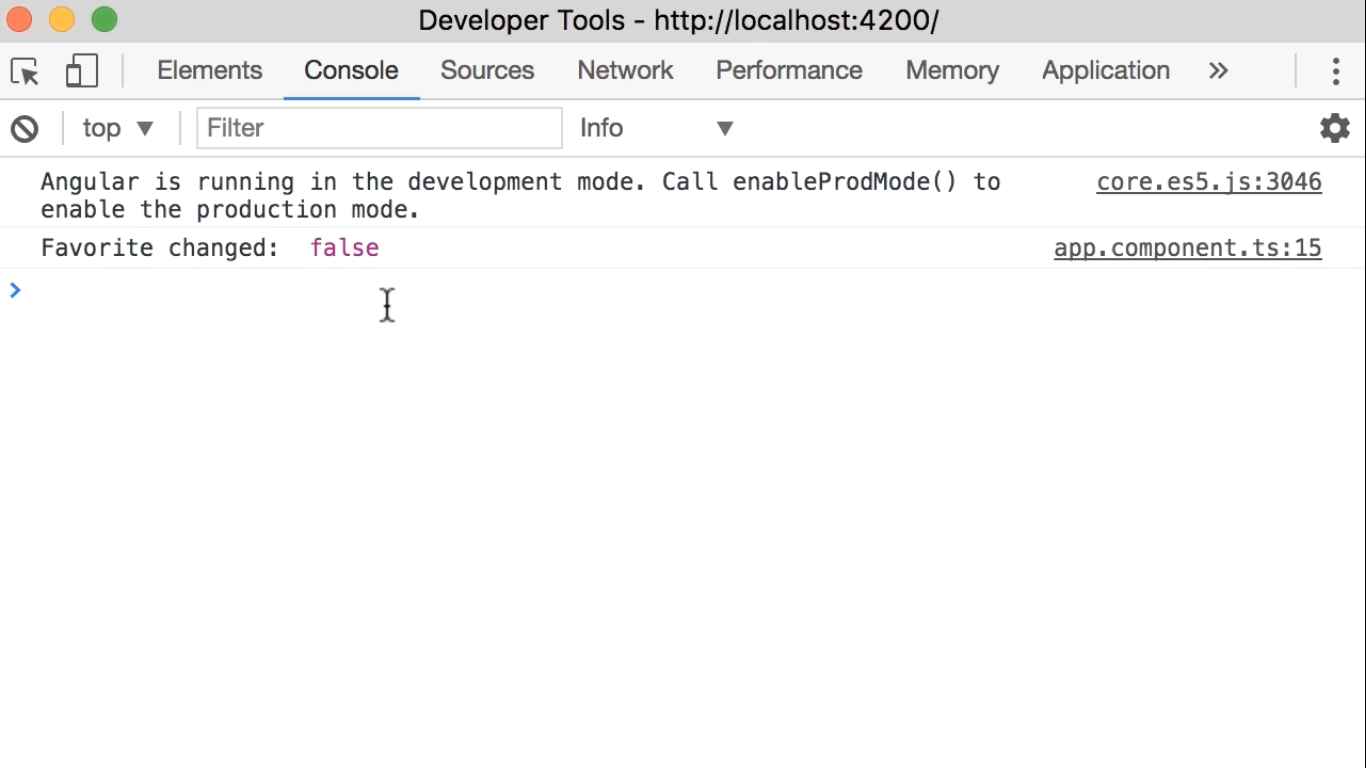 Developer Tools - http://localhost:4200/
Elements Console Sources Network Performance Memory Application »
top ▼ Filter Info ▼
Angular is running in the development mode. Call enableProdMode() to core.es5.js:3046
enable the production mode.
Favorite changed: false app.component.ts:15
>